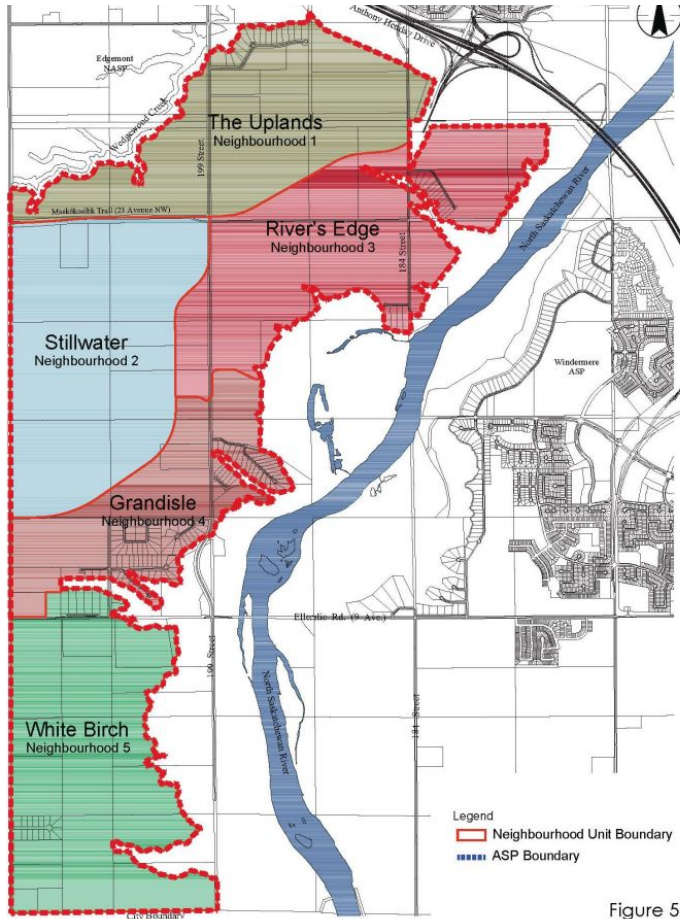 Anthony Henday Drive
Edgemont
NASP
Wedgewood Creek
The Uplands
Neighbourhood 1
199 Street
Maskêkosihk Trail (23 Avenue NW)
North Saskatchewan River
River's Edge
Neighbourhood 3
184 Street
Stillwater
Neighbourhood 2
Windermere
ASP
Grandisle
Neighbourhood 4
Ellerslie Rd. (9 Ave.)
199 Street
North Saskatchewan River
184 Street
White Birch
Neighbourhood 5
Legend
Neighbourhood Unit Boundary
ASP Boundary
City Boundary
Figure 5